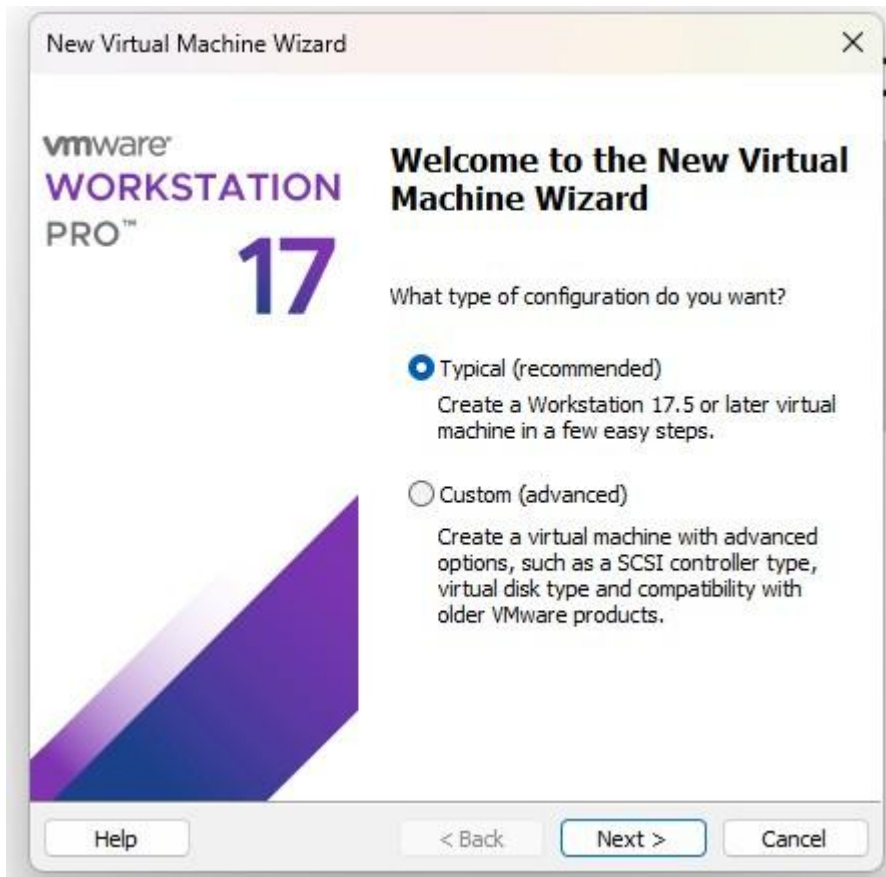 New Virtual Machine Wizard
vmware
WORKSTATION
PRO™
17
Welcome to the New Virtual
Machine Wizard
What type of configuration do you want?
Typical (recommended)
Create a Workstation 17.5 or later virtual
machine in a few easy steps.
Custom (advanced)
Create a virtual machine with advanced
options, such as a SCSI controller type,
virtual disk type and compatibility with
older VMware products.
Help
< Back
Next >
Cancel